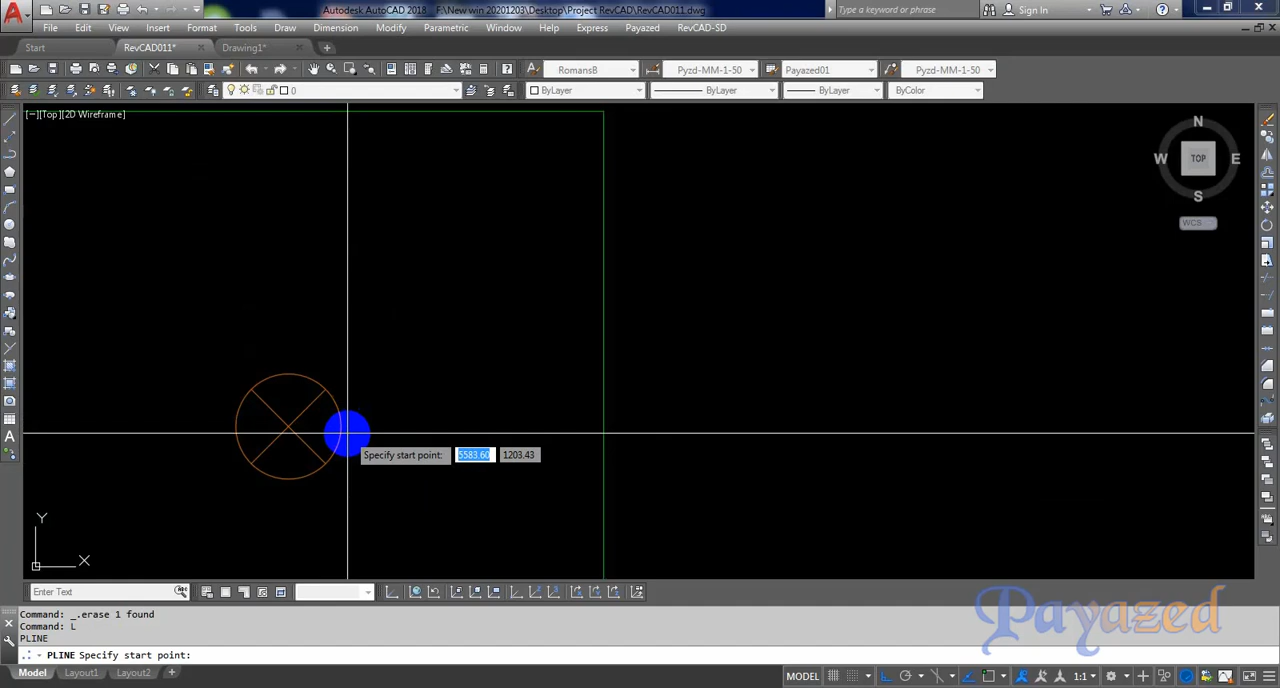 Autodesk AutoCAD 2018 F:\New win 20201203\Desktop\Project RevCAD\RevCAD011.dwg
Type a keyword or phrase
Sign In
File Edit View Insert Format Tools Draw Dimension Modify Parametric Window Help Express Payazed RevCAD-SD
Start RevCAD011* Drawing1*
RomansB Pyzd-MM-1-50 Payazed01 Pyzd-MM-1-50
0 ByLayer ByLayer ByLayer ByColor
[−][Top][2D Wireframe]
N
W TOP E
S
WCS
Specify start point: 5583.60 1203.43
Y
X
Enter Text
Command: _.erase 1 found
Command: L
PLINE
PLINE Specify start point:
Payazed
Model Layout1 Layout2
MODEL 1:1